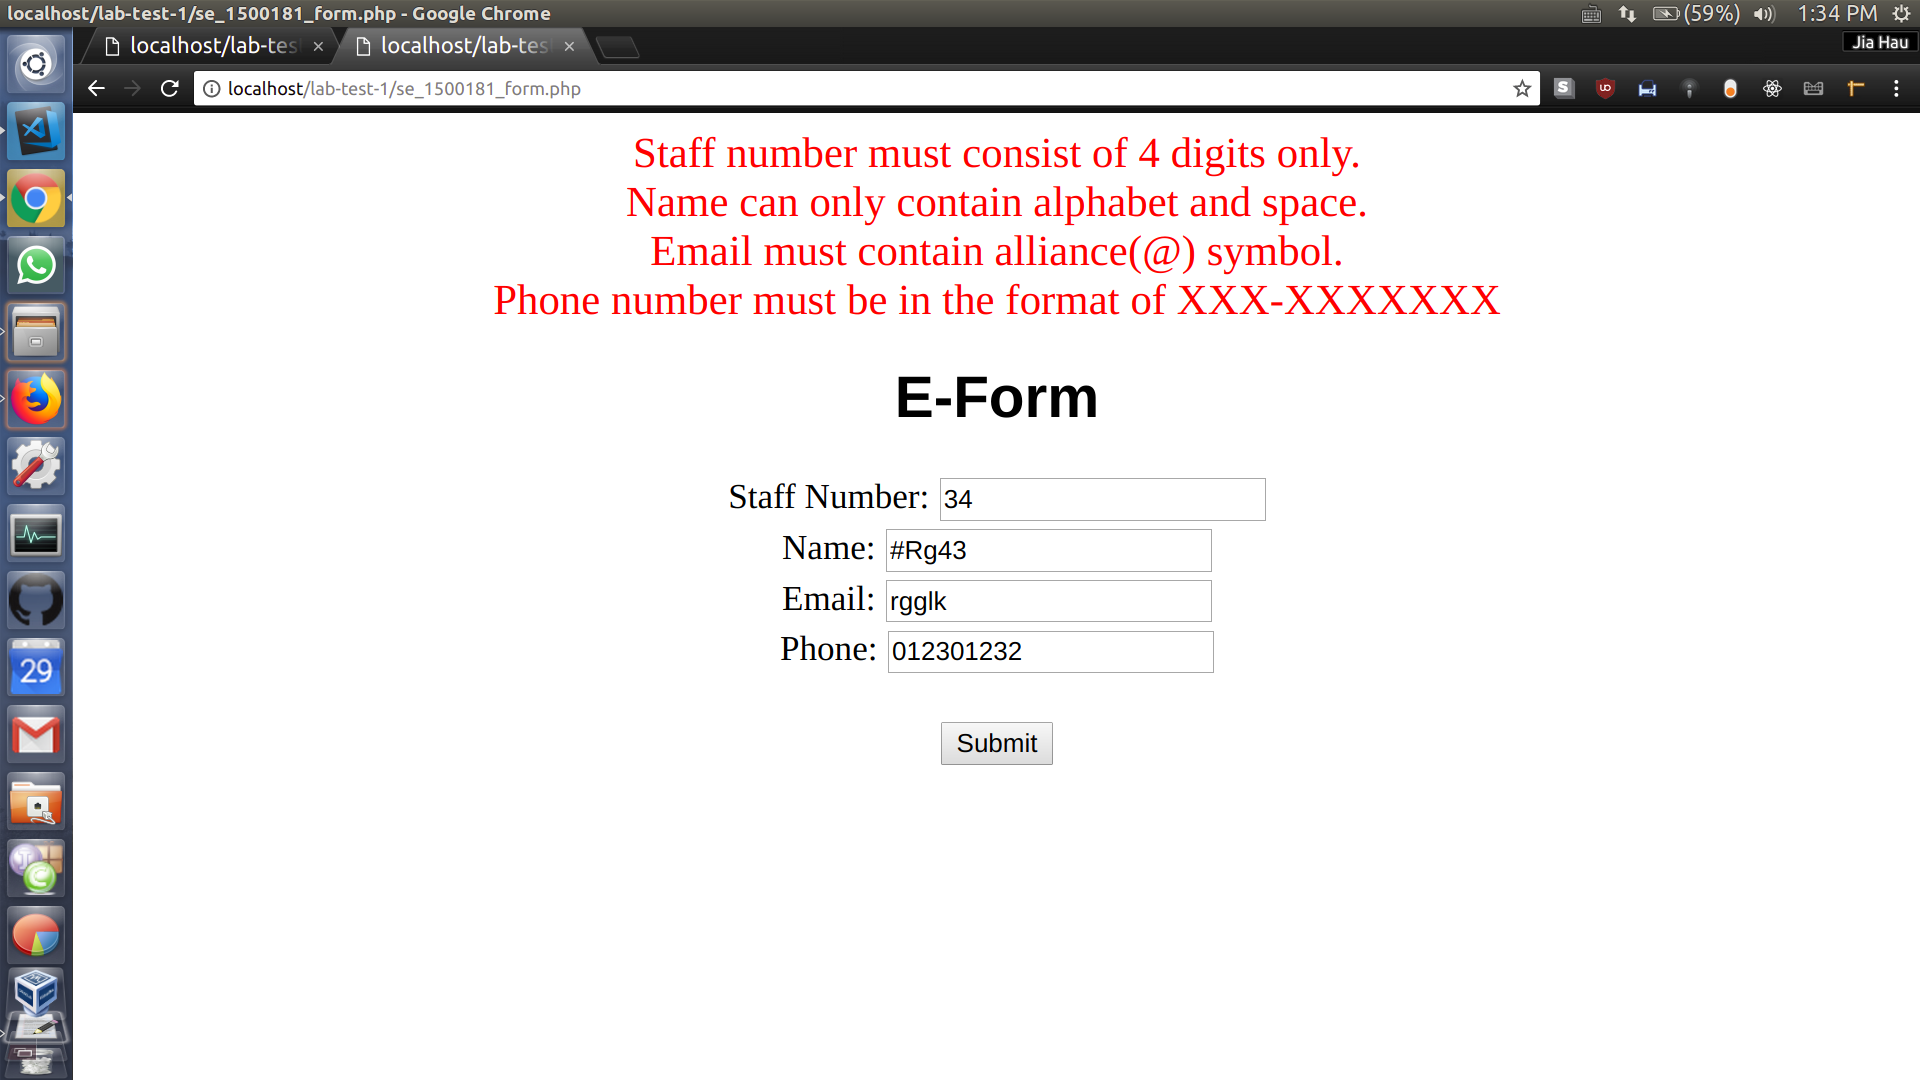 localhost/lab-test-1/se_1500181_form.php - Google Chrome
(59%) 1:34 PM
localhost/lab-tes × localhost/lab-tes ×
Jia Hau
localhost/lab-test-1/se_1500181_form.php
Staff number must consist of 4 digits only.
Name can only contain alphabet and space.
Email must contain alliance(@) symbol.
Phone number must be in the format of XXX-XXXXXXX
E-Form
Staff Number: 34
Name: #Rg43
Email: rgglk
Phone: 012301232
Submit
29